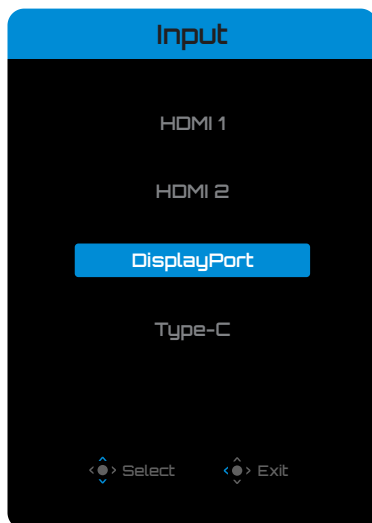 Input
HDMI 1
HDMI 2
DisplayPort
Type-C
Select Exit